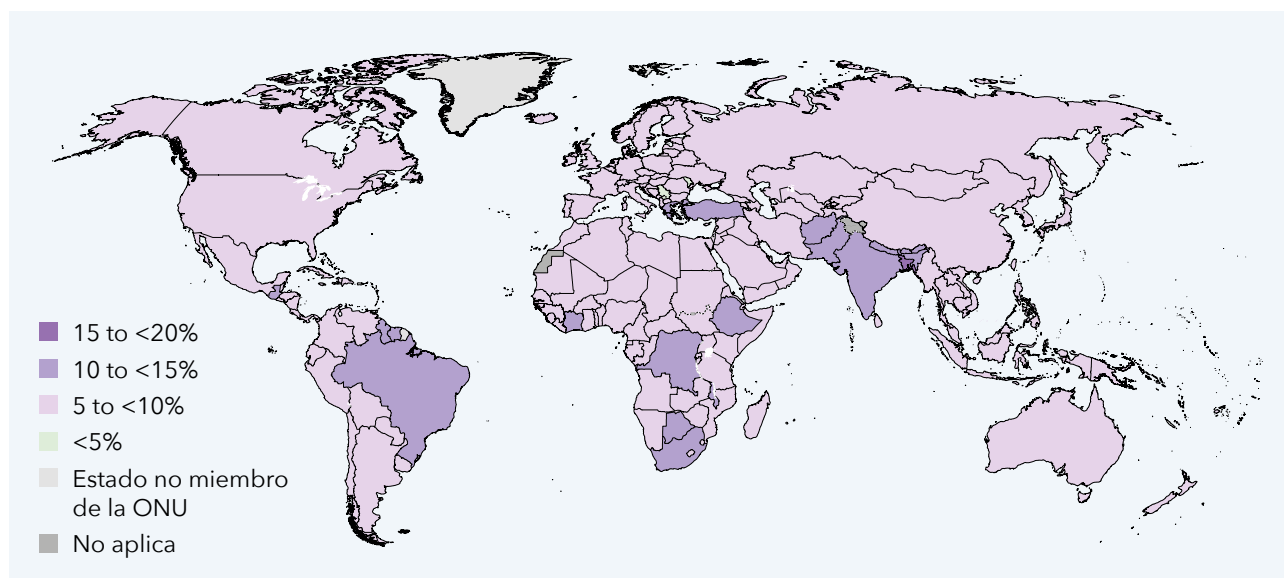 15 to <20%
10 to <15%
5 to <10%
<5%
Estado no miembro
de la ONU
No aplica